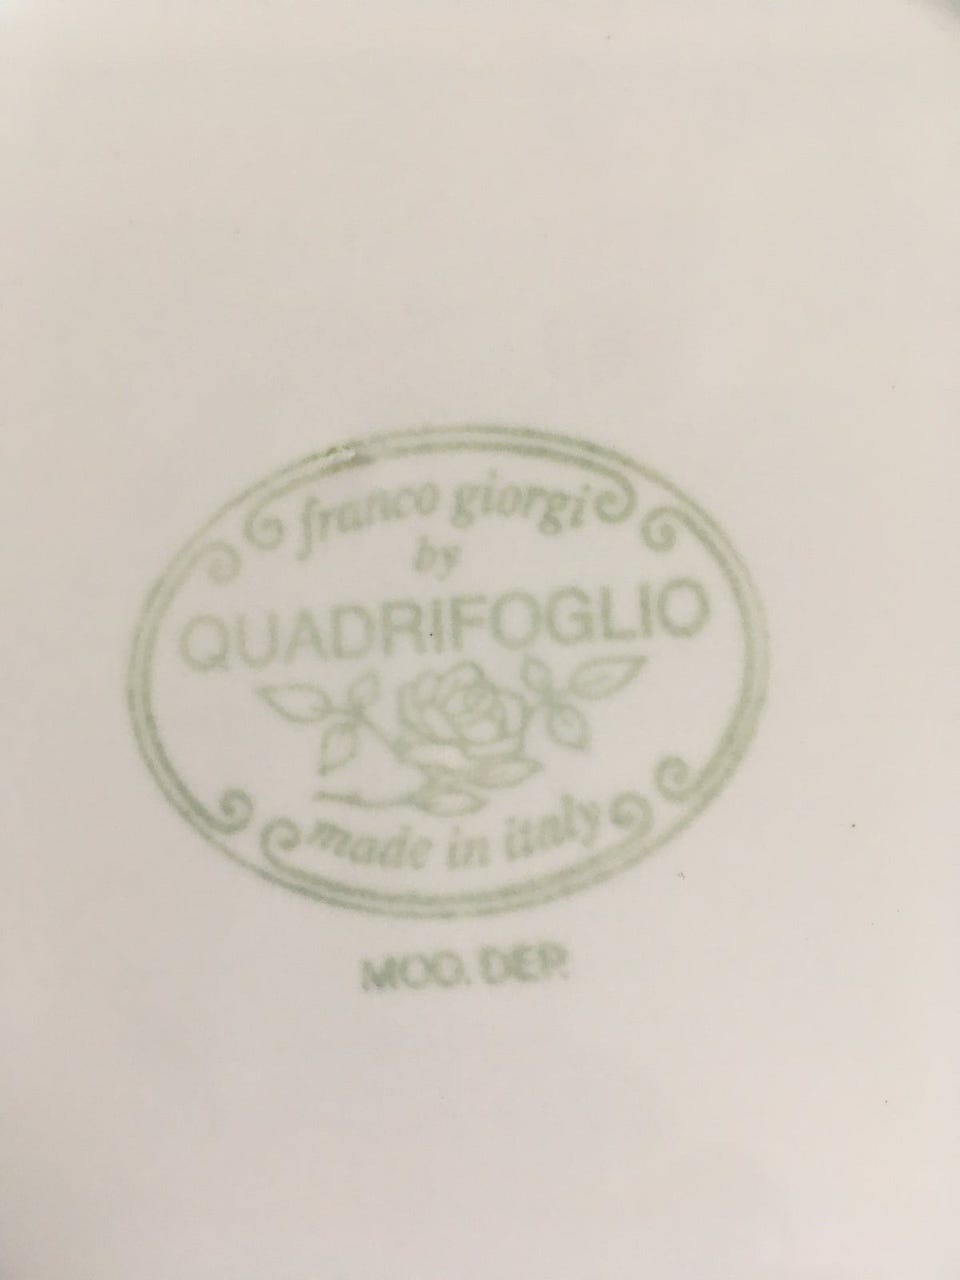 franco giorgi
by
QUADRIFOGLIO
made in italy
MOD. DEP.